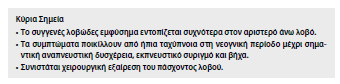 Κύρια Σημεία
• Το συγγενές λοβώδες εμφύσημα εντοπίζεται συχνότερα στον αριστερό άνω λοβό.
• Τα συμπτώματα ποικίλλουν από ήπια ταχύπνοια στη νεογνική περίοδο μέχρι σημα-
ντική αναπνευστική δυσχέρεια, εκπνευστικό συριγμό και βήχα.
• Συνιστάται χειρουργική εξαίρεση του πάσχοντος λοβού.